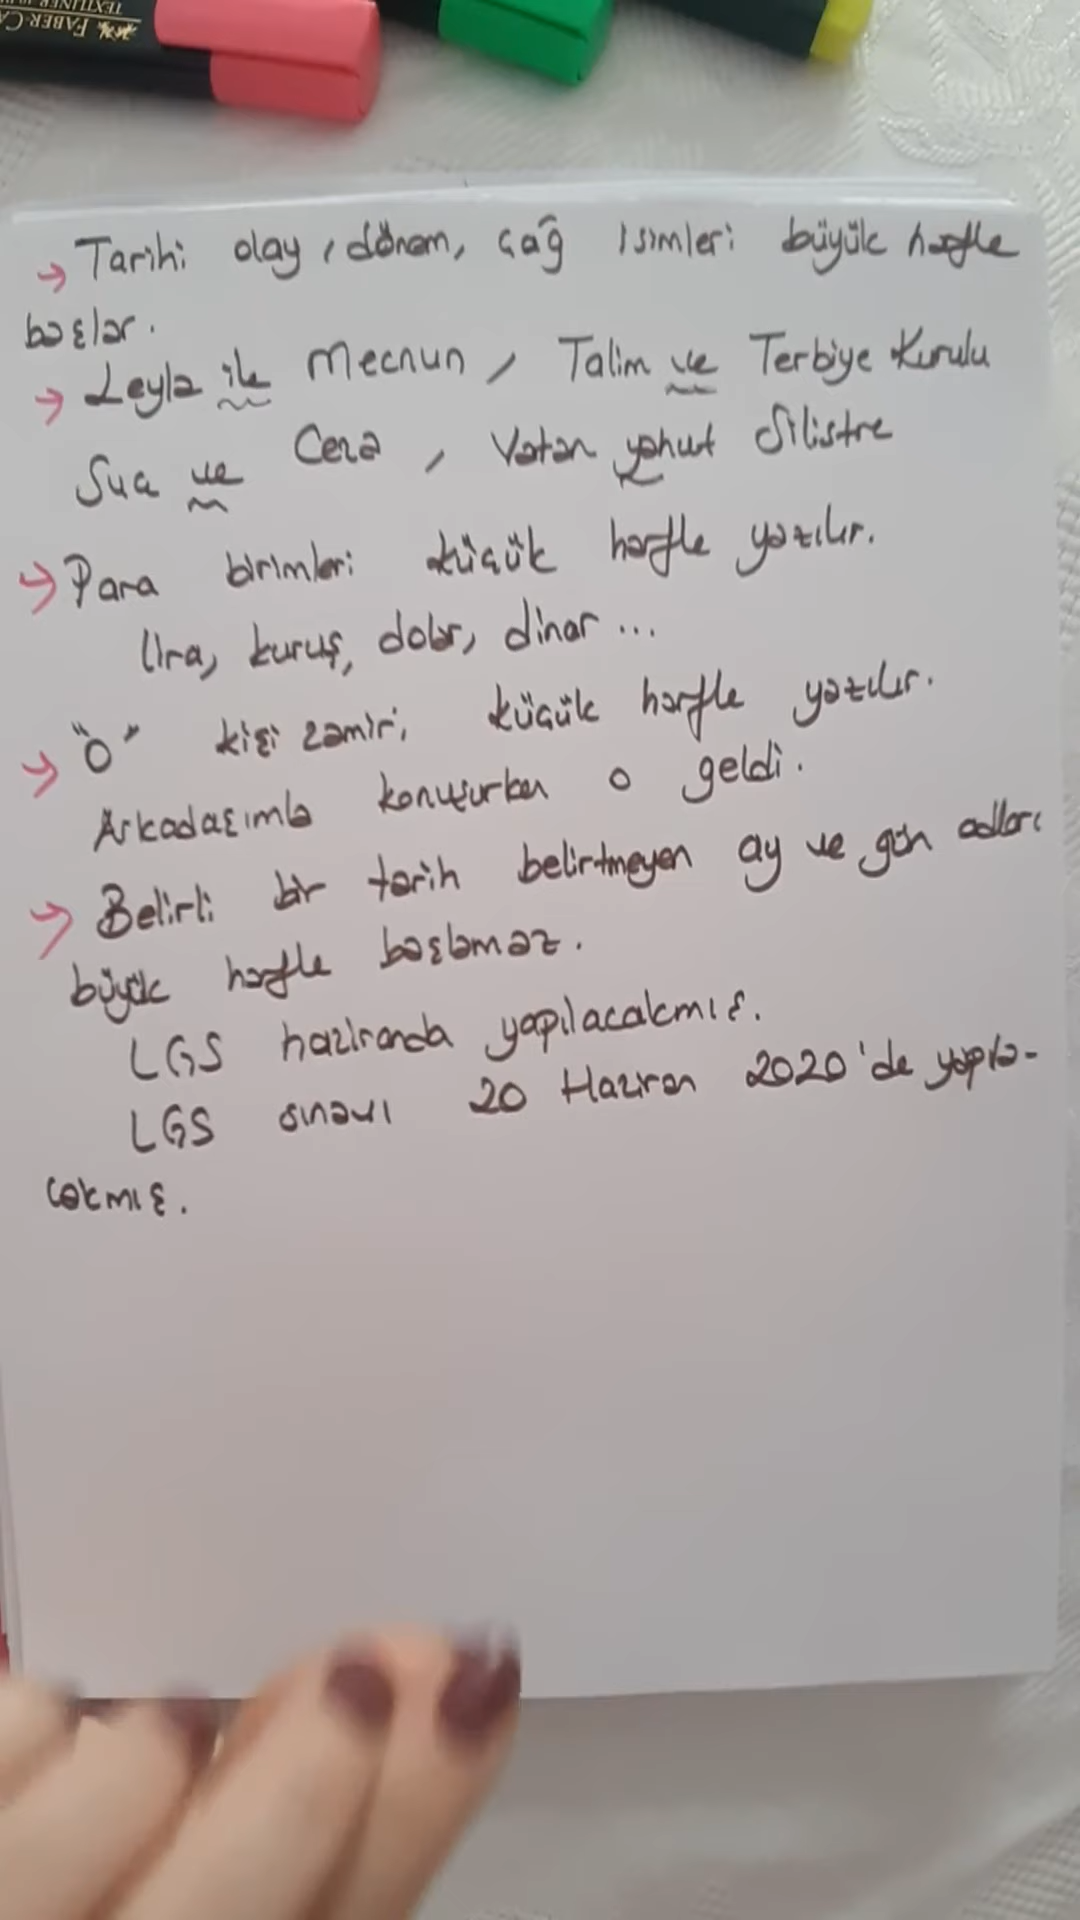 TEXTLINER
FABER-CA
→ Tarihi olay, dönem, çağ isimleri büyük harfle
başlar.
→ Leyla ile Mecnun, Talim ve Terbiye Kurulu
Suç ve Ceza, Vatan yahut Silistre
→ Para birimleri küçük harfle yazılır.
lira, kuruş, dolar, dinar...
→ "O" kişi zamiri, küçük harfle yazılır.
Arkadaşımla konuşurken o geldi.
→ Belirli bir tarih belirtmeyen ay ve gün adları
büyük harfle başlamaz.
LGS haziranda yapılacakmış.
LGS sınavı 20 Haziran 2020'de yapıla-
cakmış.